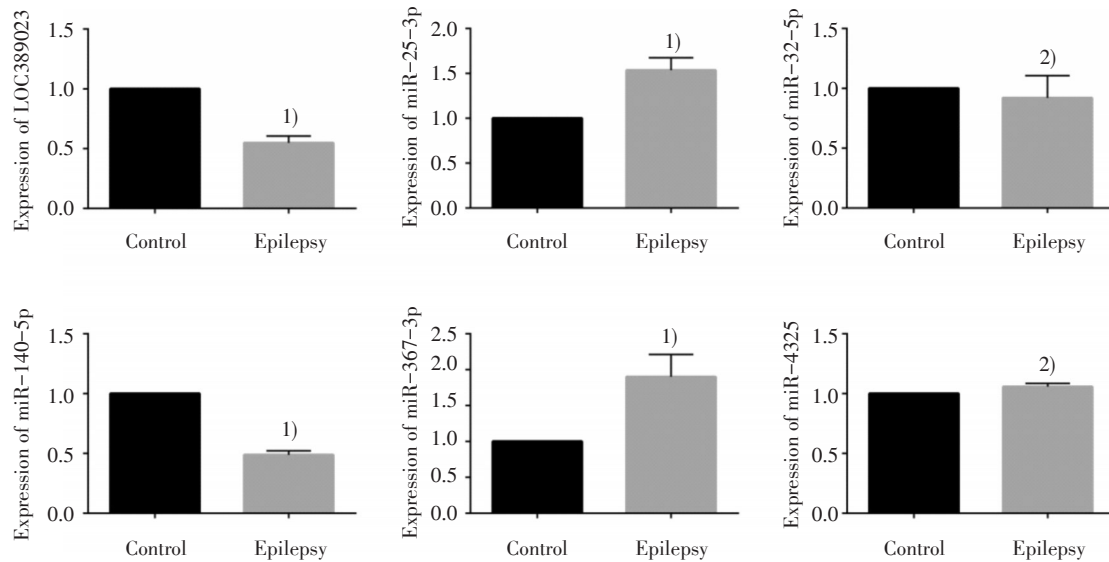 Expression of LOC389023
1.5
1.0
0.5
0.0
1)
Control Epilepsy
Expression of miR−25−3p
2.0
1.5
1.0
0.5
0.0
1)
Control Epilepsy
Expression of miR−32−5p
1.5
1.0
0.5
0.0
2)
Control Epilepsy
Expression of miR−140−5p
1.5
1.0
0.5
0.0
1)
Control Epilepsy
Expression of miR−367−3p
2.5
2.0
1.5
1.0
0.5
0.0
1)
Control Epilepsy
Expression of miR−4325
1.5
1.0
0.5
0.0
2)
Control Epilepsy